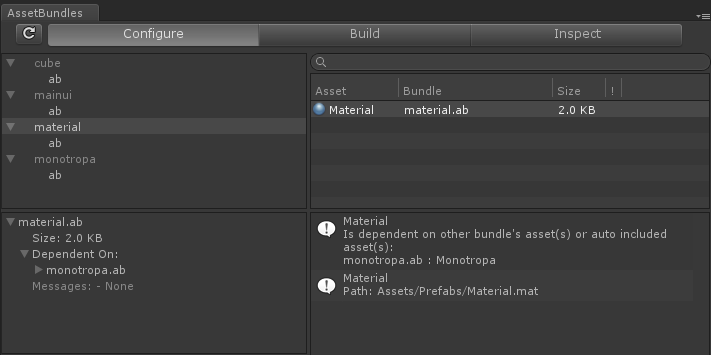 AssetBundles
Configure Build Inspect
cube
ab
mainui
ab
material
ab
monotropa
ab
Asset Bundle Size !
Material material.ab 2.0 KB
material.ab
Size: 2.0 KB
Dependent On:
monotropa.ab
Messages: - None
Material
Is dependent on other bundle's asset(s) or auto included
asset(s):
monotropa.ab : Monotropa
Material
Path: Assets/Prefabs/Material.mat